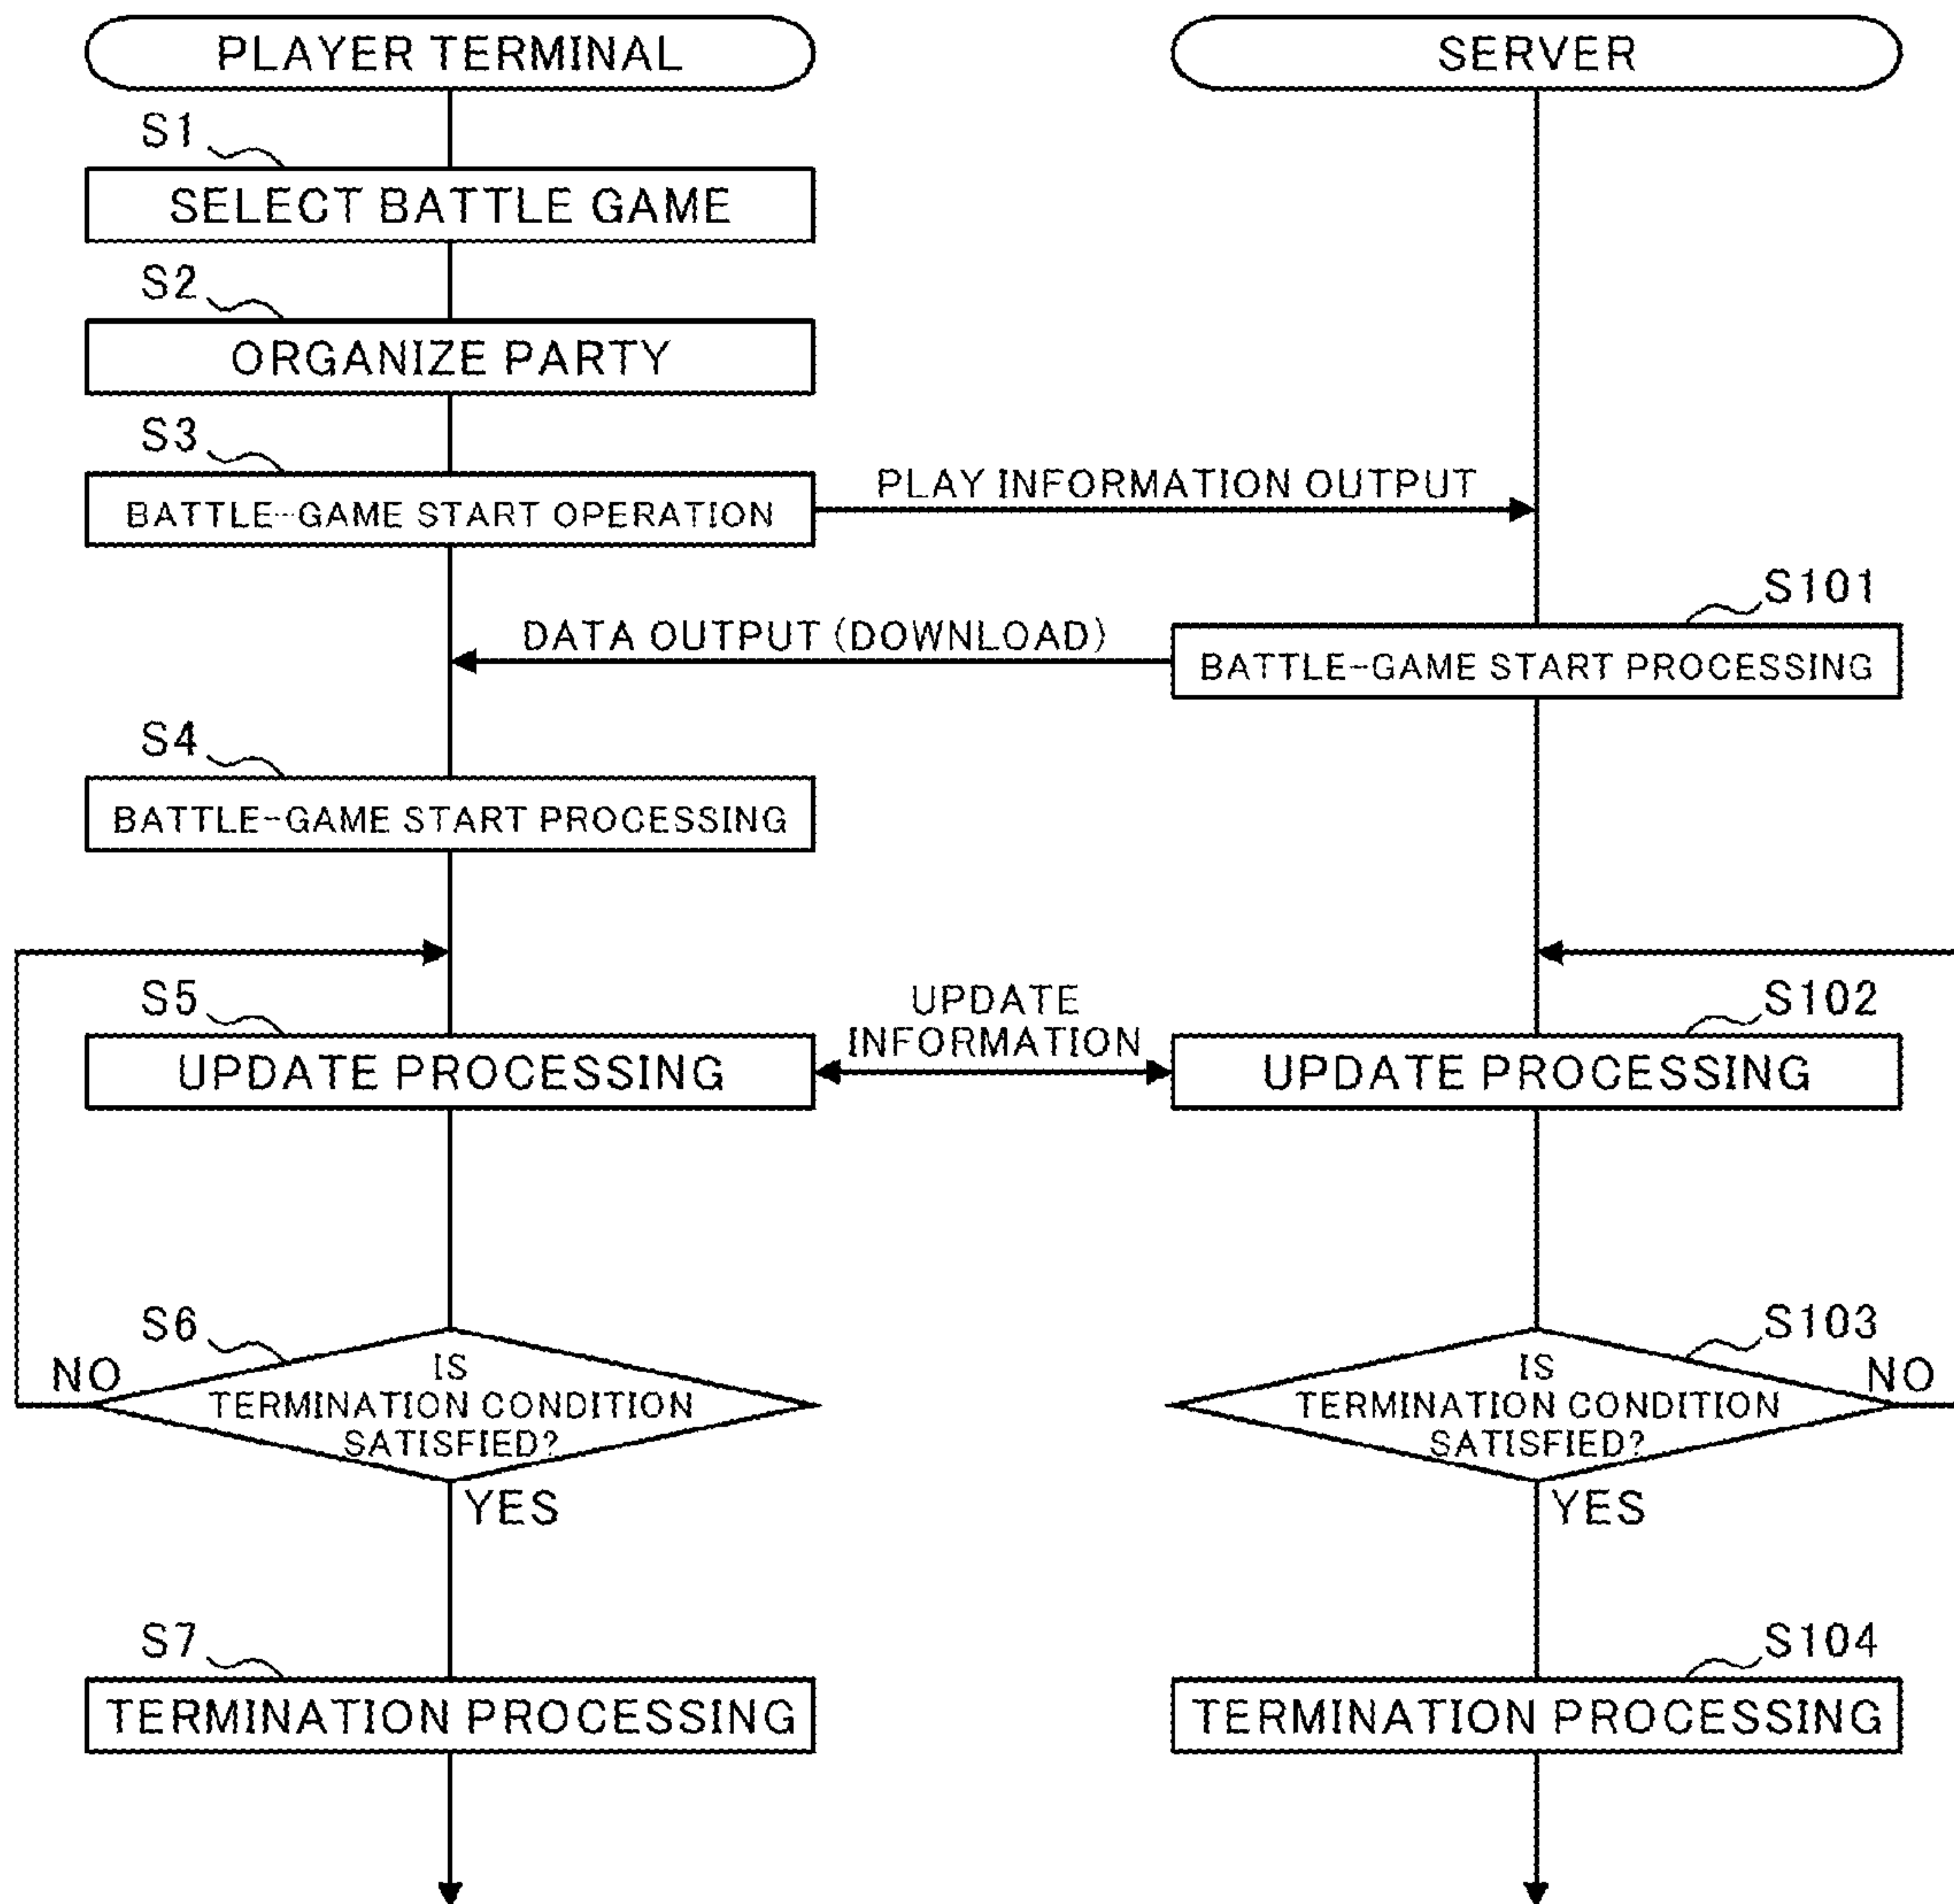 PLAYER TERMINAL
SERVER
S1
SELECT BATTLE GAME
S2
ORGANIZE PARTY
S3
BATTLE-GAME START OPERATION
PLAY INFORMATION OUTPUT
S101
DATA OUTPUT (DOWNLOAD)
BATTLE-GAME START PROCESSING
S4
BATTLE-GAME START PROCESSING
S5
UPDATE
INFORMATION
S102
UPDATE PROCESSING
UPDATE PROCESSING
S6
NO
IS
TERMINATION CONDITION
SATISFIED?
YES
S103
NO
IS
TERMINATION CONDITION
SATISFIED?
YES
S7
TERMINATION PROCESSING
S104
TERMINATION PROCESSING